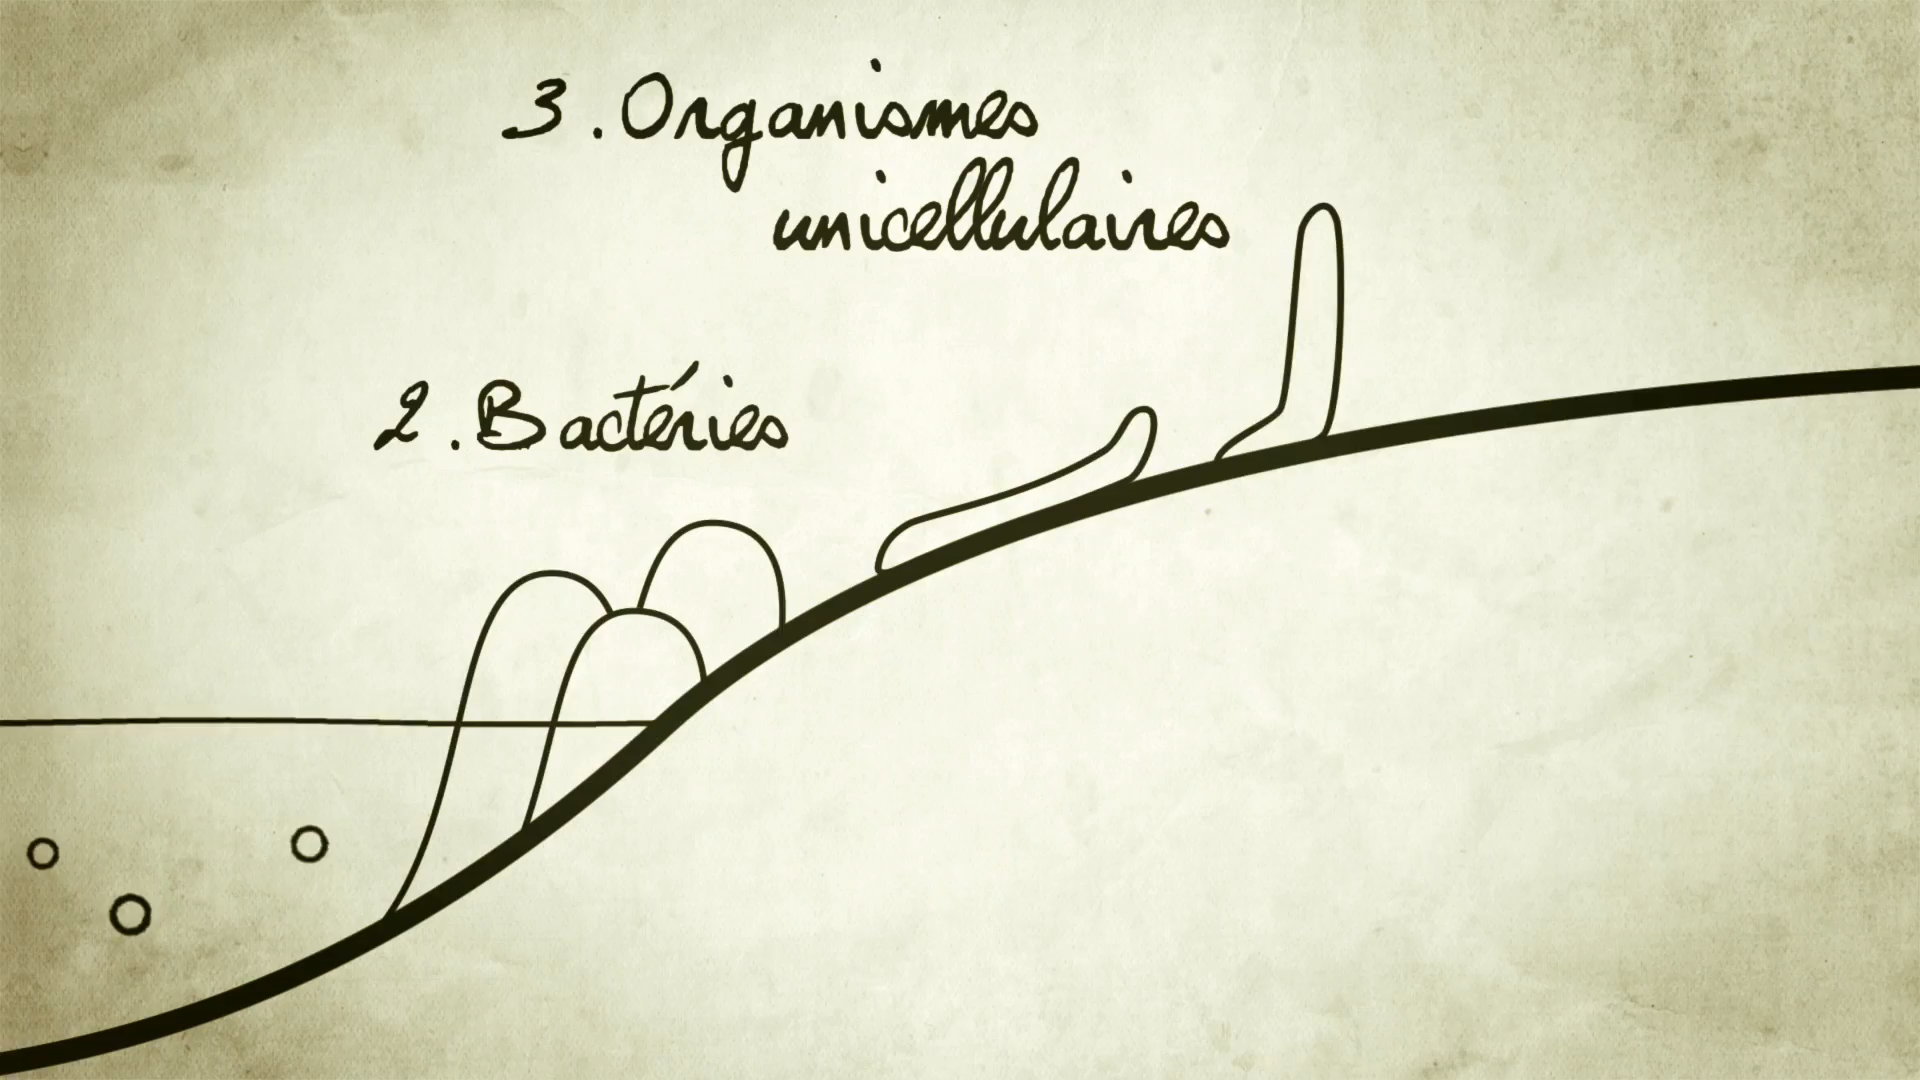 3. Organismes
unicellulaires
2. Bactéries